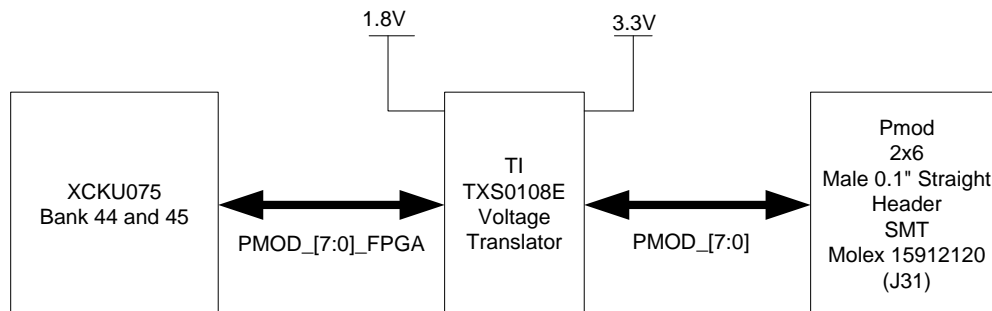 1.8V
3.3V
XCKU075
Bank 44 and 45
PMOD_[7:0]_FPGA
TI
TXS0108E
Voltage
Translator
PMOD_[7:0]
Pmod
2x6
Male 0.1" Straight
Header
SMT
Molex 15912120
(J31)